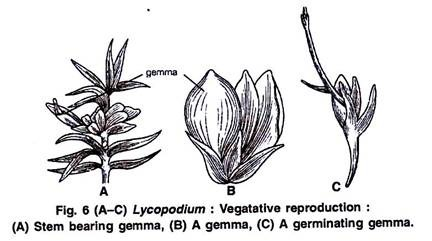 gemma
A
B
C
Fig. 6 (A–C) Lycopodium : Vegatative reproduction :
(A) Stem bearing gemma, (B) A gemma, (C) A germinating gemma.